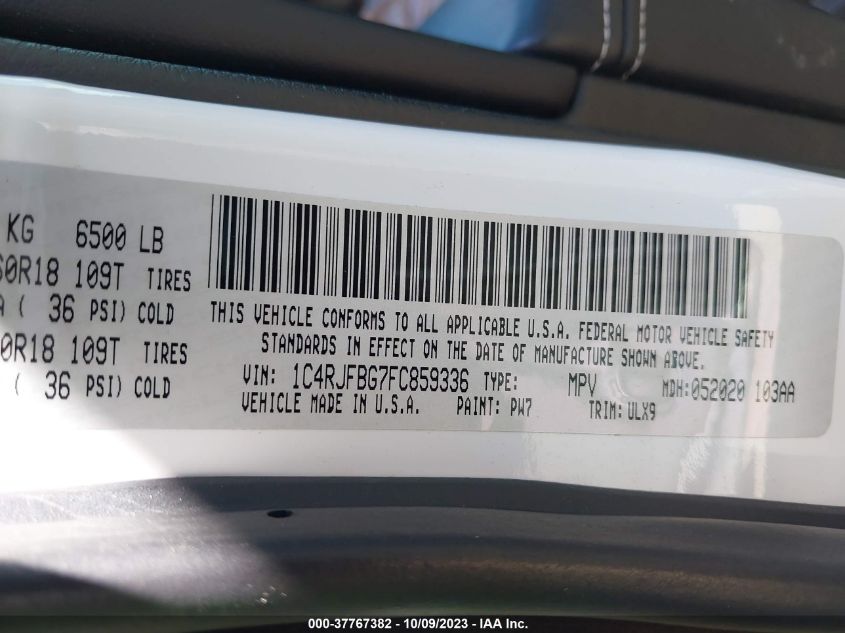 KG 6500 LB
60R18 109T TIRES
( 36 PSI) COLD
0R18 109T TIRES
( 36 PSI) COLD
THIS VEHICLE CONFORMS TO ALL APPLICABLE U.S.A. FEDERAL MOTOR VEHICLE SAFETY
STANDARDS IN EFFECT ON THE DATE OF MANUFACTURE SHOWN ABOVE.
VIN: 1C4RJFBG7FC859336 TYPE: MPV MDH:052020 103AA
VEHICLE MADE IN U.S.A. PAINT: PW7 TRIM:ULX9
000-37767382 - 10/09/2023 - IAA Inc.